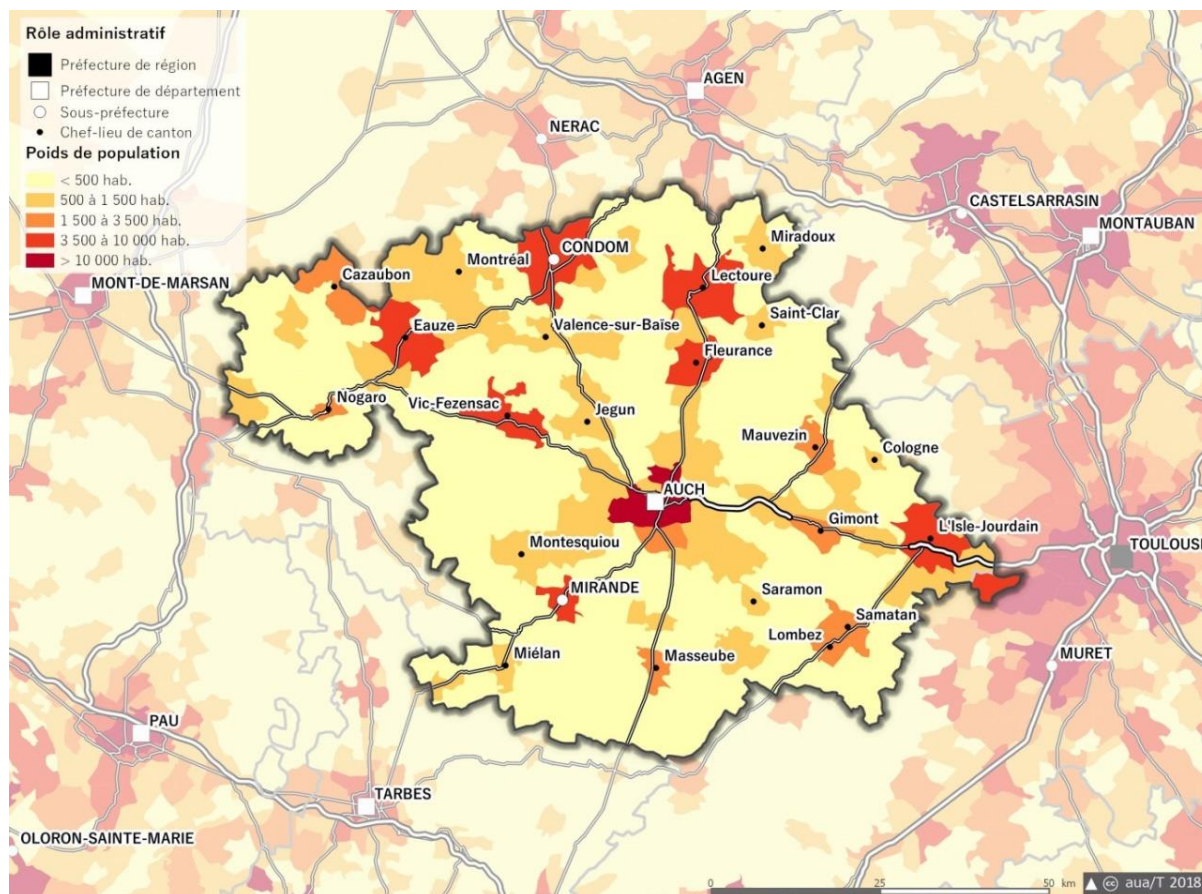 Rôle administratif
Préfecture de région
Préfecture de département
Sous-préfecture
Chef-lieu de canton
Poids de population
< 500 hab.
500 à 1 500 hab.
1 500 à 3 500 hab.
3 500 à 10 000 hab.
> 10 000 hab.
AGEN
NERAC
CASTELSARRASIN
MONTAUBAN
Miradoux
CONDOM
Montréal
Cazaubon
Lectoure
MONT-DE-MARSAN
Saint-Clar
Eauze
Valence-sur-Baïse
Fleurance
Nogaro
Vic-Fezensac
Jegun
Mauvezin
Cologne
AUCH
Gimont
L'Isle-Jourdain
TOULOUSE
Montesquiou
MIRANDE
Saramon
Samatan
Lombez
Miélan
Masseube
MURET
PAU
TARBES
OLORON-SAINTE-MARIE
0 25 50 km
cc aua/T 2018